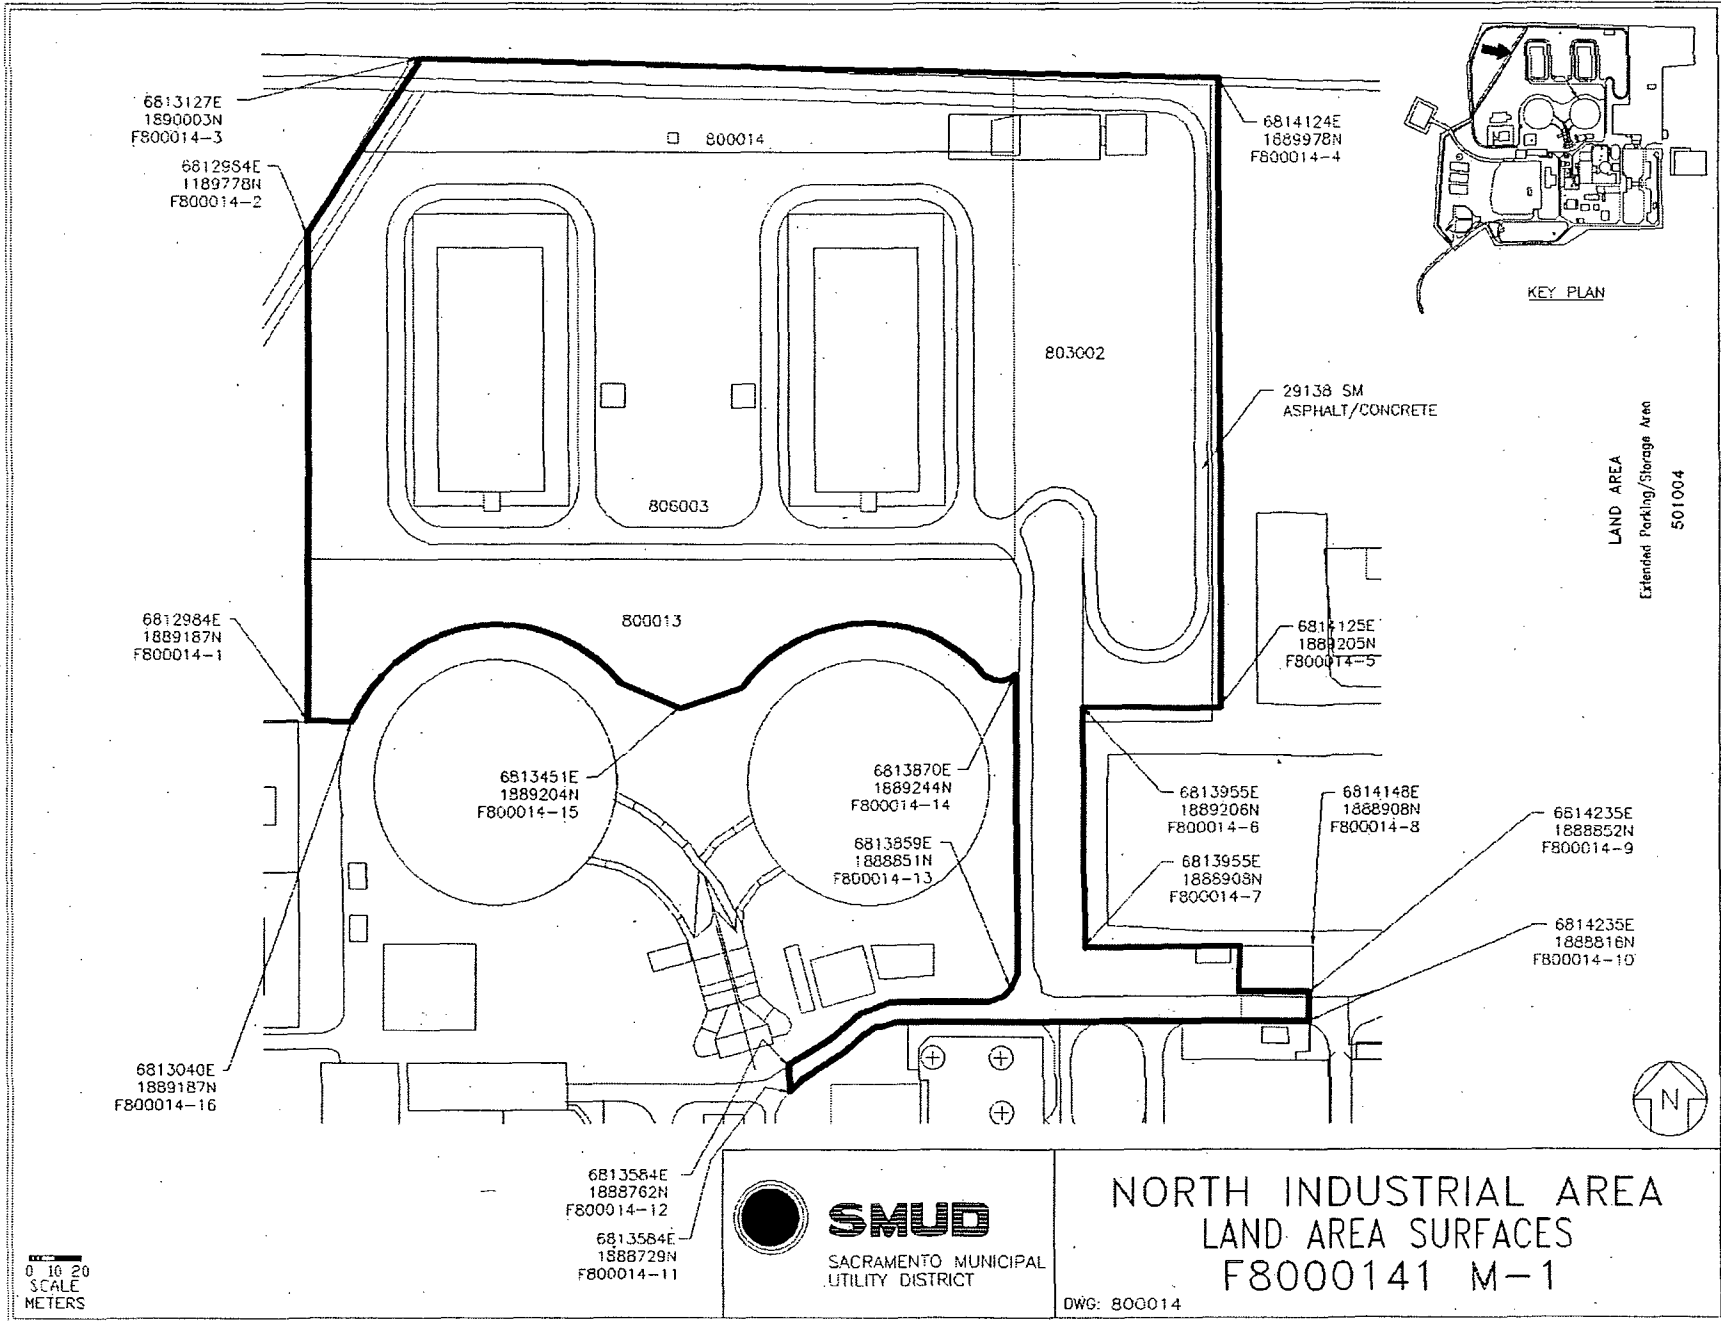 6813127E
1890003N
F800014-3
6812984E
1189778N
F800014-2
800014
6814124E
1689978N
F800014-4
KEY PLAN
803002
29138 SM
ASPHALT/CONCRETE
LAND AREA
Extended Parking/Storage Area
501004
806003
6812984E
1889187N
F800014-1
800013
6814125E
1889205N
F800014-5
6813451E
1889204N
F800014-15
6813870E
1889244N
F800014-14
6813859E
1888851N
F800014-13
6813955E
1889206N
F800014-6
6814148E
1888908N
F800014-8
6813955E
1888908N
F800014-7
6814235E
1888852N
F800014-9
6814235E
1888816N
F800014-10
6813040E
1889187N
F800014-16
N
6813584E
1888762N
F800014-12
6813584E
1888729N
F800014-11
0 10 20
SCALE
METERS
SMUD
SACRAMENTO MUNICIPAL
UTILITY DISTRICT
NORTH INDUSTRIAL AREA
LAND AREA SURFACES
F8000141 M-1
DWG: 800014